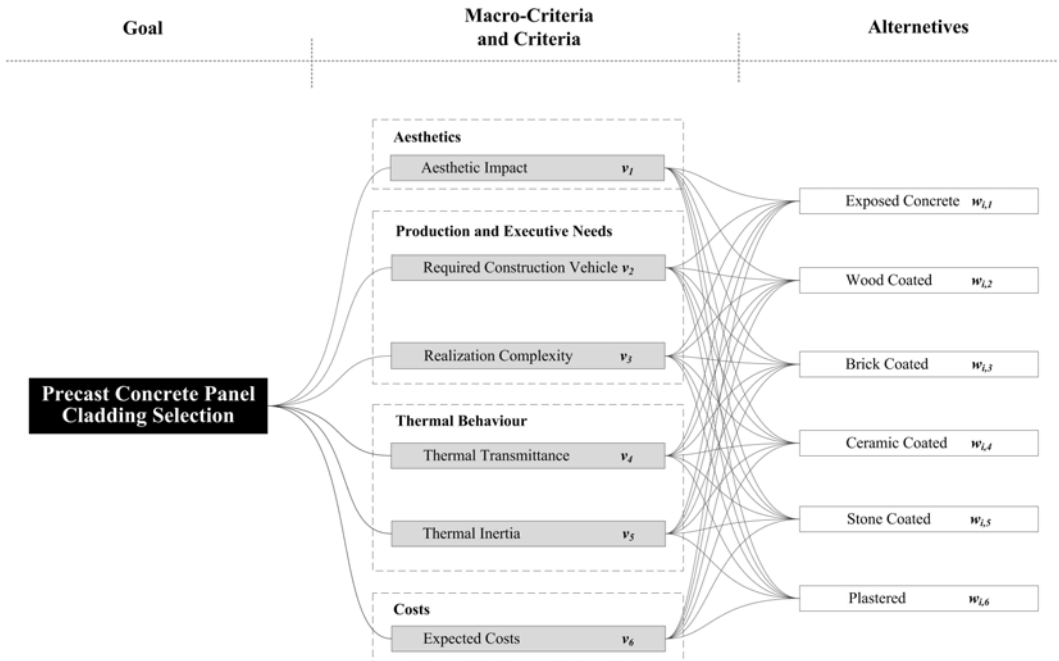 Goal
Macro-Criteria
and Criteria
Alternetives
Aesthetics
Aesthetic Impact v1
Production and Executive Needs
Required Construction Vehicle v2
Realization Complexity v3
Precast Concrete Panel
Cladding Selection
Thermal Behaviour
Thermal Transmittance v4
Thermal Inertia v5
Costs
Expected Costs v6
Exposed Concrete wi,1
Wood Coated wi,2
Brick Coated wi,3
Ceramic Coated wi,4
Stone Coated wi,5
Plastered wi,6